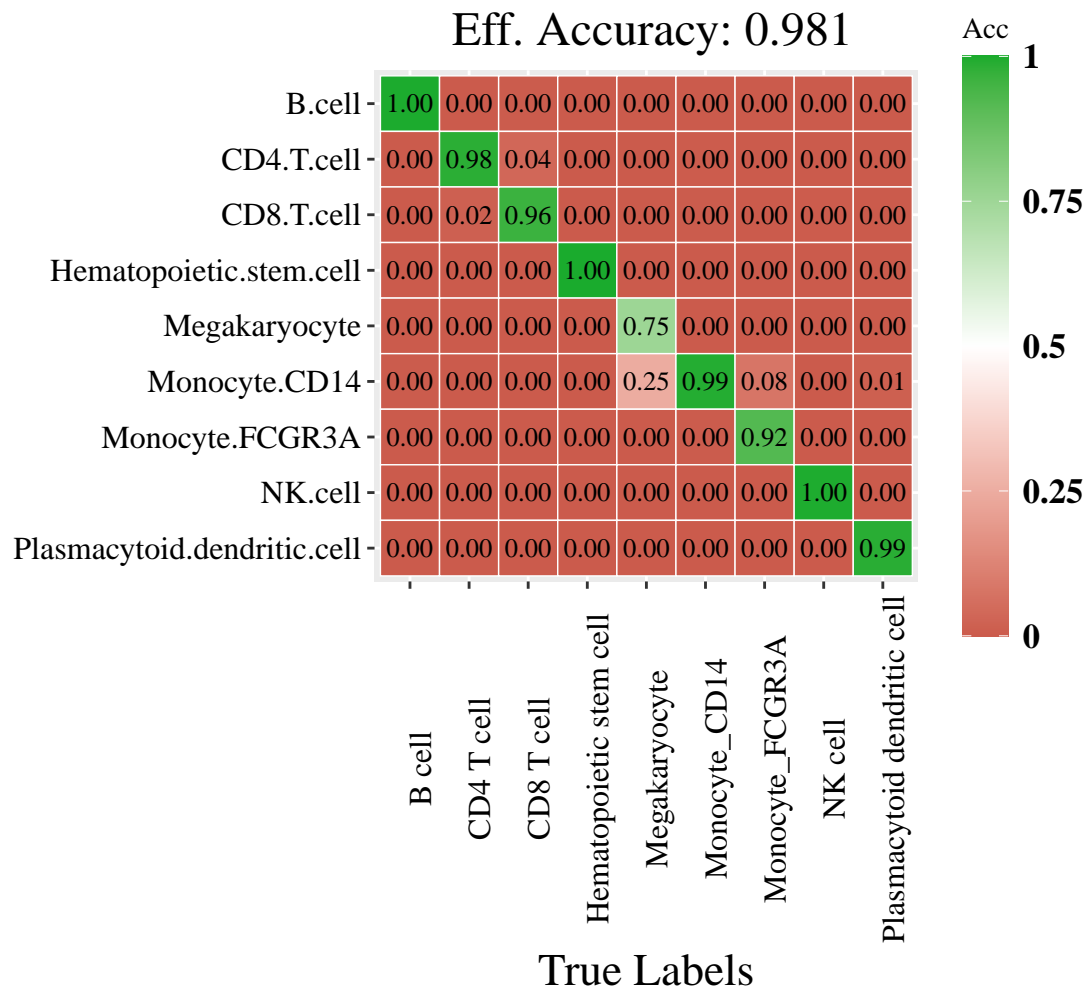 Eff. Accuracy: 0.981
Acc
B.cell 1.00 0.00 0.00 0.00 0.00 0.00 0.00 0.00 0.00
CD4.T.cell 0.00 0.98 0.04 0.00 0.00 0.00 0.00 0.00 0.00
CD8.T.cell 0.00 0.02 0.96 0.00 0.00 0.00 0.00 0.00 0.00
Hematopoietic.stem.cell 0.00 0.00 0.00 1.00 0.00 0.00 0.00 0.00 0.00
Megakaryocyte 0.00 0.00 0.00 0.00 0.75 0.00 0.00 0.00 0.00
Monocyte.CD14 0.00 0.00 0.00 0.00 0.25 0.99 0.08 0.00 0.01
Monocyte.FCGR3A 0.00 0.00 0.00 0.00 0.00 0.00 0.92 0.00 0.00
NK.cell 0.00 0.00 0.00 0.00 0.00 0.00 0.00 1.00 0.00
Plasmacytoid.dendritic.cell 0.00 0.00 0.00 0.00 0.00 0.00 0.00 0.00 0.99
1
0.75
0.5
0.25
0
B cell
CD4 T cell
CD8 T cell
Hematopoietic stem cell
Megakaryocyte
Monocyte_CD14
Monocyte_FCGR3A
NK cell
Plasmacytoid dendritic cell
True Labels